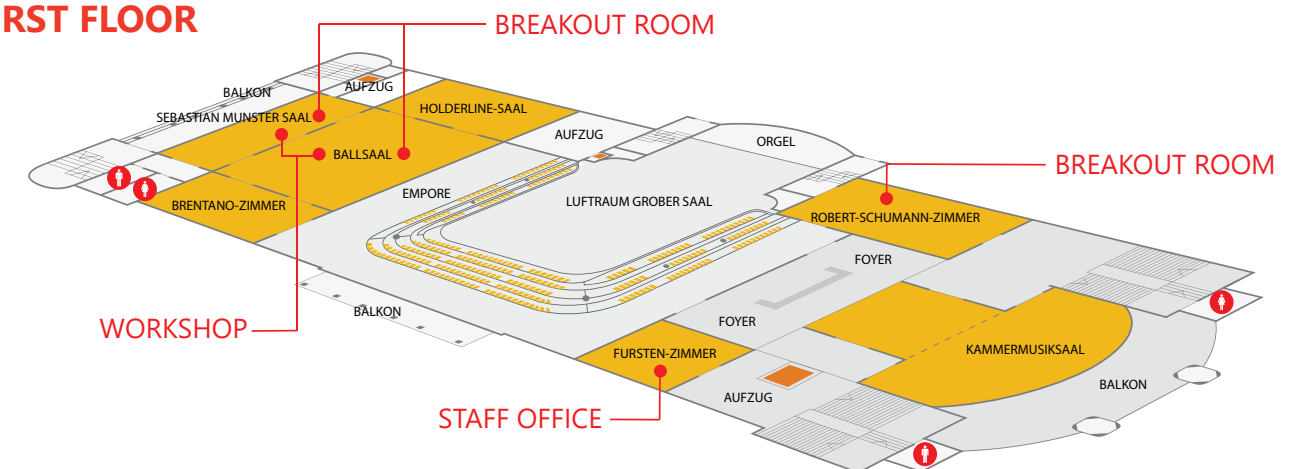 RST FLOOR
BREAKOUT ROOM
BALKON
AUFZUG
SEBASTIAN MUNSTER SAAL
HOLDERLINE-SAAL
AUFZUG
ORGEL
BALLSAAL
BREAKOUT ROOM
EMPORE
BRENTANO-ZIMMER
LUFTRAUM GROBER SAAL
ROBERT-SCHUMANN-ZIMMER
FOYER
BALKON
WORKSHOP
FOYER
FURSTEN-ZIMMER
KAMMERMUSIKSAAL
BALKON
AUFZUG
STAFF OFFICE